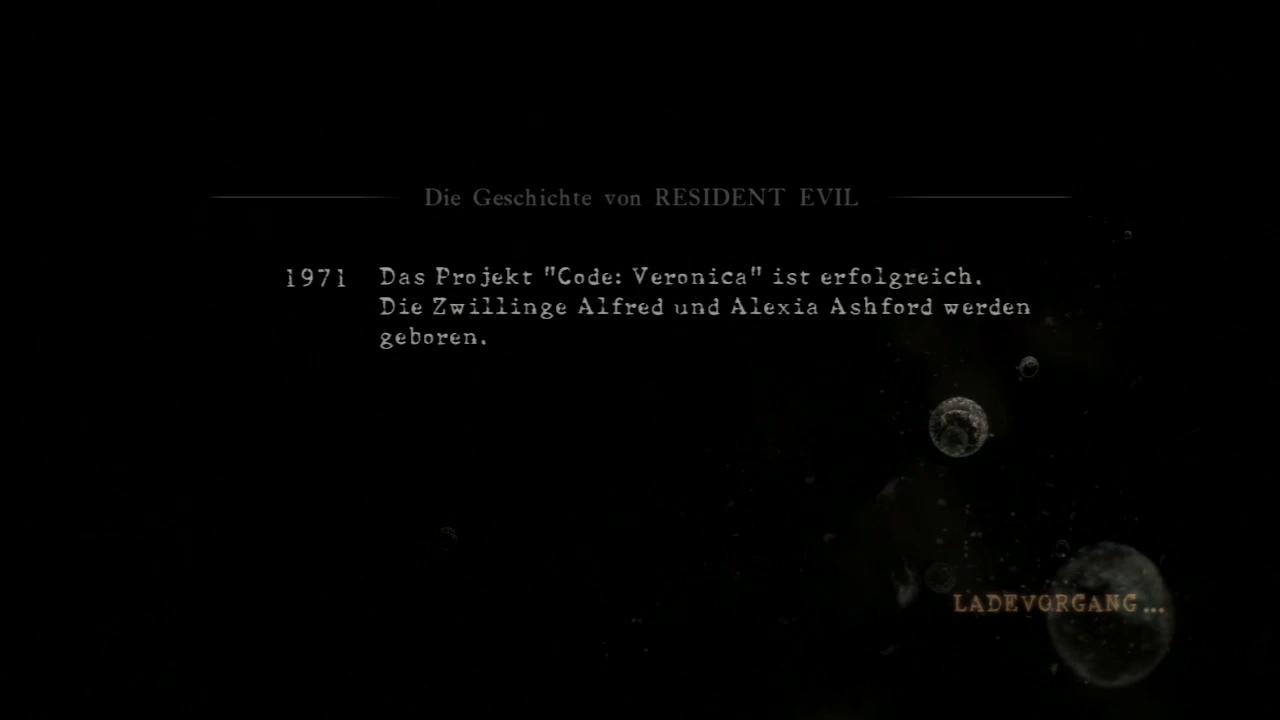 Die Geschichte von RESIDENT EVIL
1971 Das Projekt "Code: Veronica" ist erfolgreich.
Die Zwillinge Alfred und Alexia Ashford werden
geboren.
LADEVORGANG...